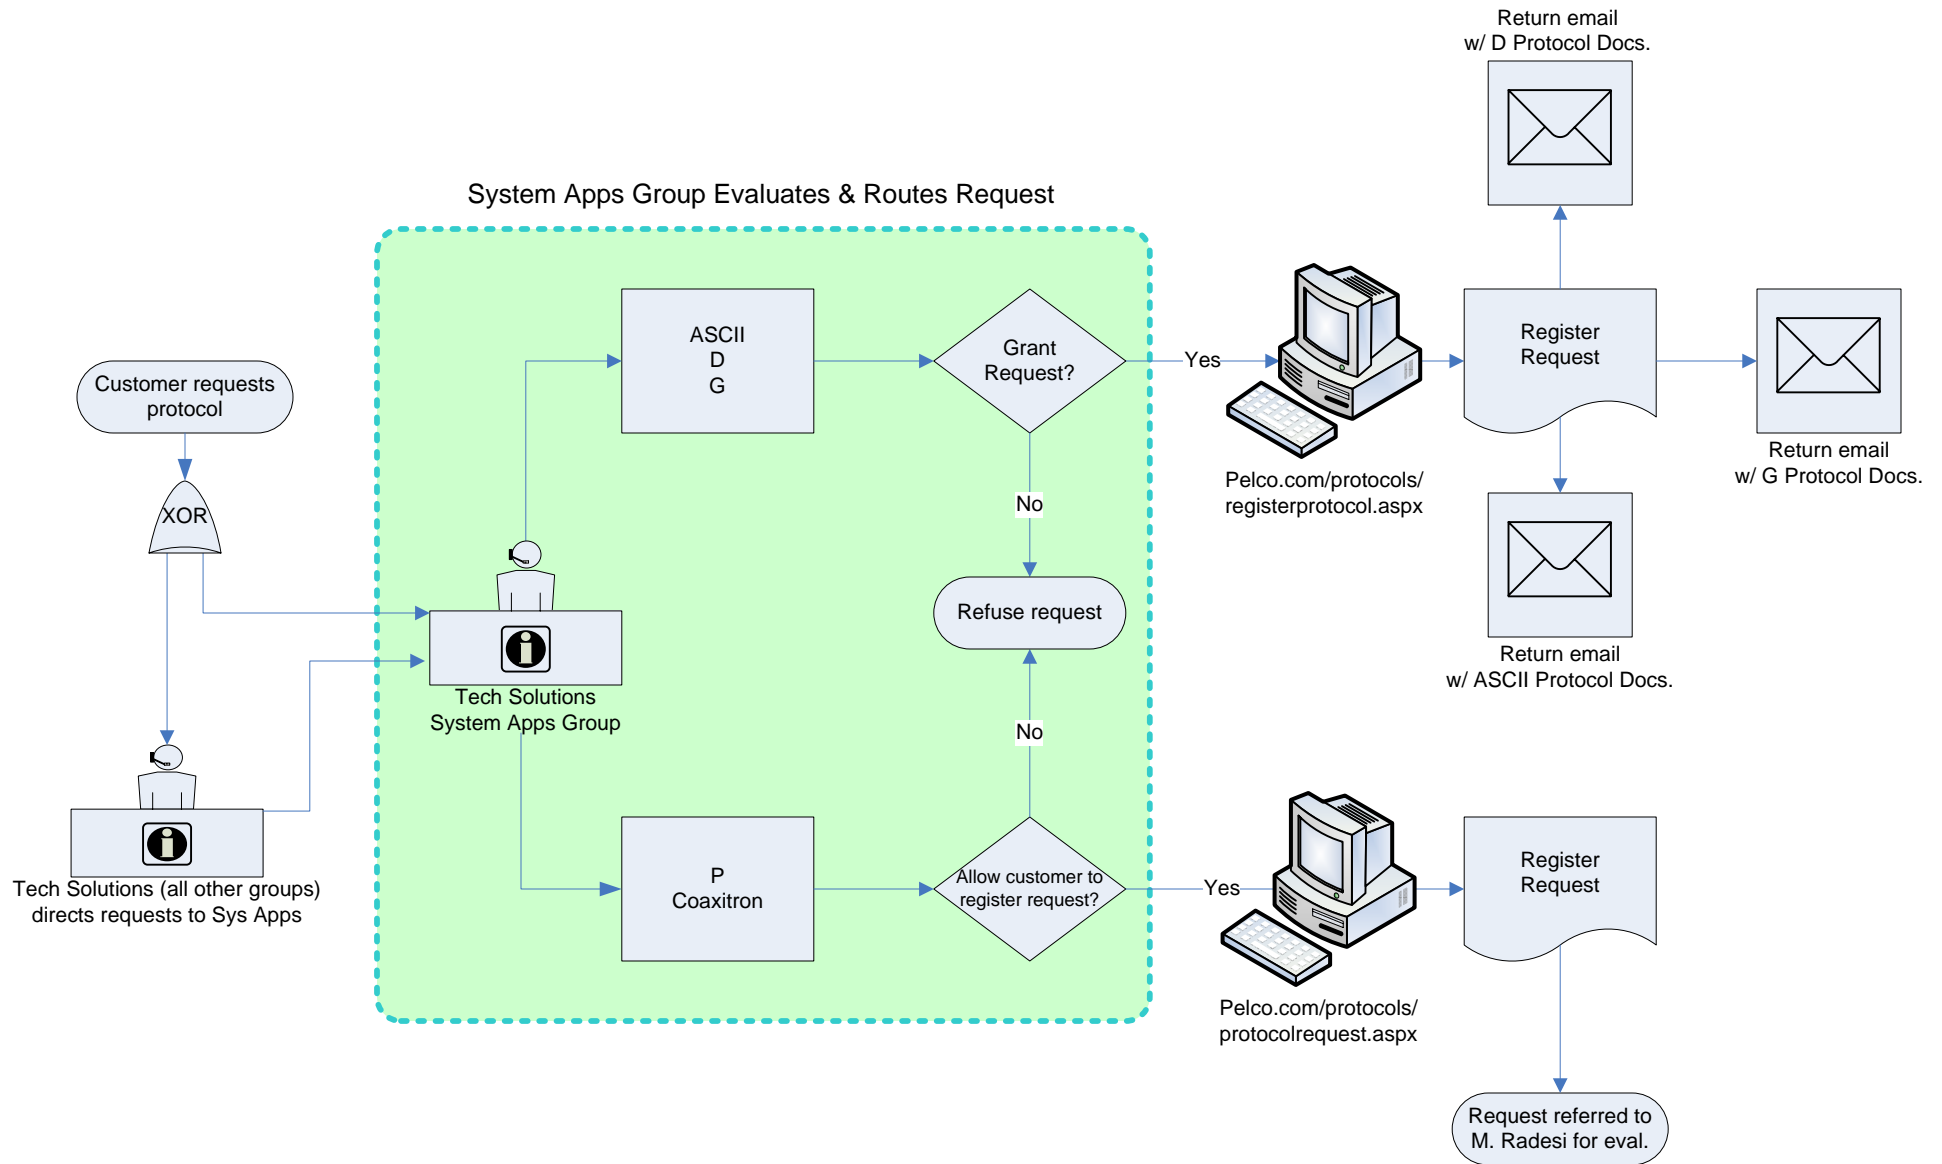 Return email
w/ D Protocol Docs.
System Apps Group Evaluates & Routes Request
ASCII
D
G
Grant
Request?
Yes
Register
Request
Customer requests
protocol
Return email
w/ G Protocol Docs.
Pelco.com/protocols/
registerprotocol.aspx
No
XOR
Refuse request
Return email
w/ ASCII Protocol Docs.
Tech Solutions
System Apps Group
No
P
Coaxitron
Allow customer to
register request?
Yes
Register
Request
Tech Solutions (all other groups)
directs requests to Sys Apps
Pelco.com/protocols/
protocolrequest.aspx
Request referred to
M. Radesi for eval.